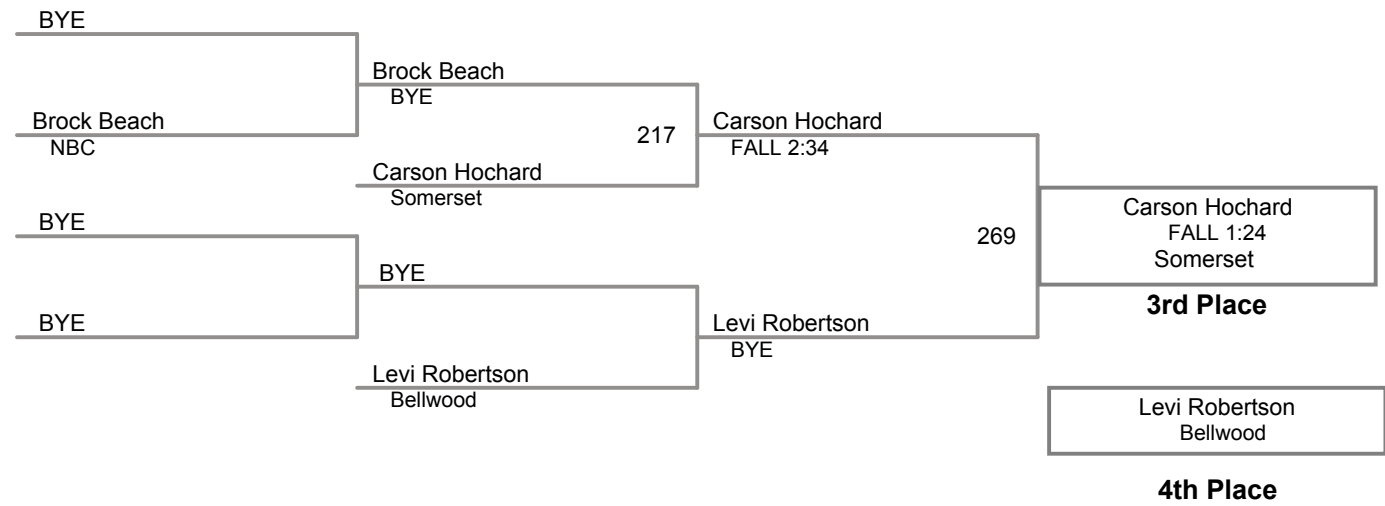 BYE
Brock Beach
BYE
Brock Beach
NBC
217
Carson Hochard
FALL 2:34
Carson Hochard
Somerset
BYE
269
Carson Hochard
FALL 1:24
Somerset
BYE
3rd Place
BYE
Levi Robertson
BYE
Levi Robertson
Bellwood
Levi Robertson
Bellwood
4th Place